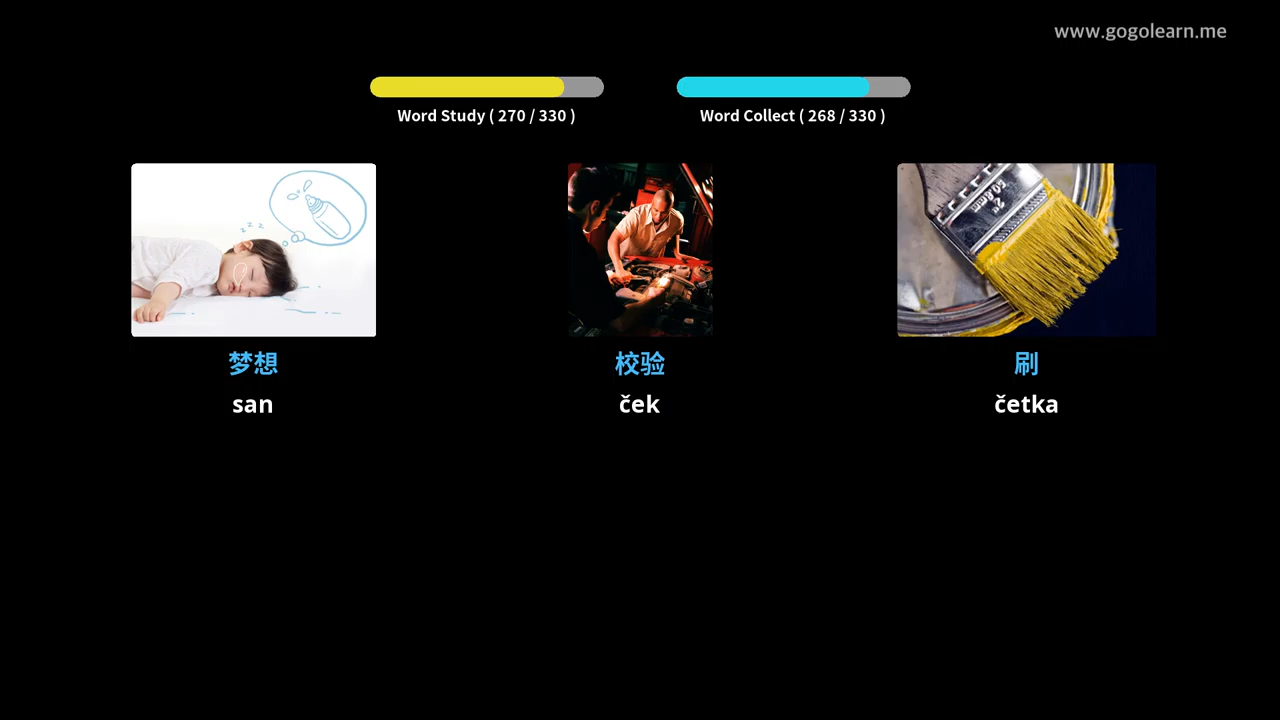 www.gogolearn.me
Word Study ( 270 / 330 )
Word Collect ( 268 / 330 )
梦想
校验
刷
san
ček
četka